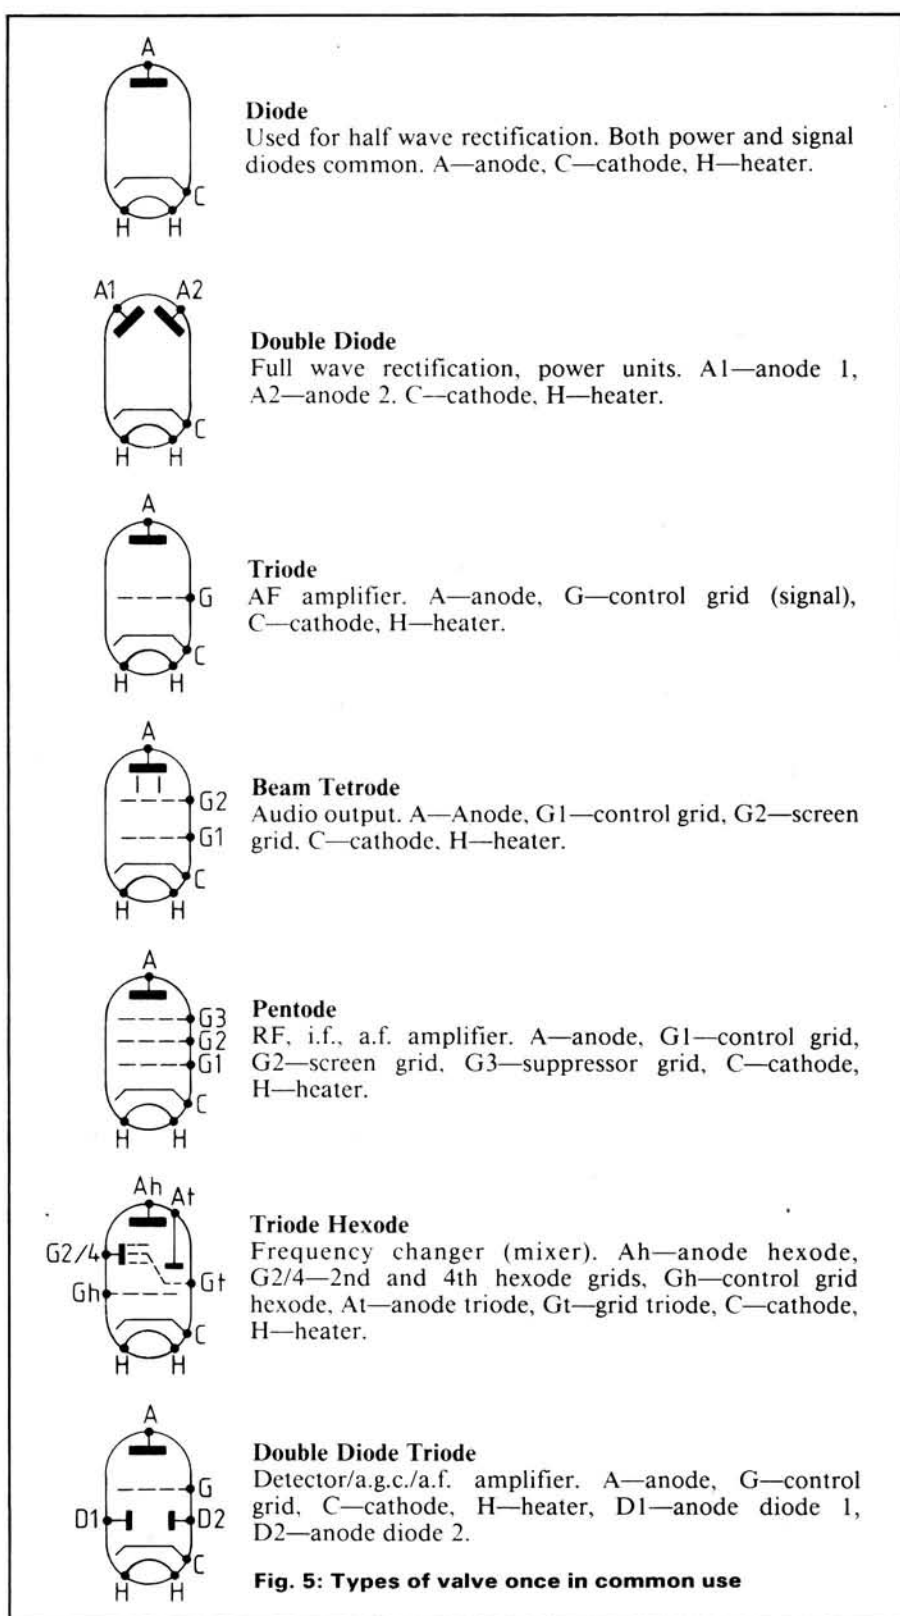 A
C
H H
Diode
Used for half wave rectification. Both power and signal
diodes common. A—anode, C—cathode, H—heater.
A1 A2
C
H H
Double Diode
Full wave rectification, power units. A1—anode 1,
A2—anode 2. C—cathode, H—heater.
A
G
C
H H
Triode
AF amplifier. A—anode, G—control grid (signal),
C—cathode, H—heater.
A
G2
G1
C
H H
Beam Tetrode
Audio output. A—Anode, G1—control grid, G2—screen
grid. C—cathode, H—heater.
A
G3
G2
G1
C
H H
Pentode
RF, i.f., a.f. amplifier. A—anode, G1—control grid,
G2—screen grid, G3—suppressor grid, C—cathode,
H—heater.
Ah At
G2/4
Gt
Gh
C
H H
Triode Hexode
Frequency changer (mixer). Ah—anode hexode,
G2/4—2nd and 4th hexode grids, Gh—control grid
hexode, At—anode triode, Gt—grid triode, C—cathode,
H—heater.
A
G
D1 D2
C
H H
Double Diode Triode
Detector/a.g.c./a.f. amplifier. A—anode, G—control
grid, C—cathode, H—heater, D1—anode diode 1,
D2—anode diode 2.
Fig. 5: Types of valve once in common use